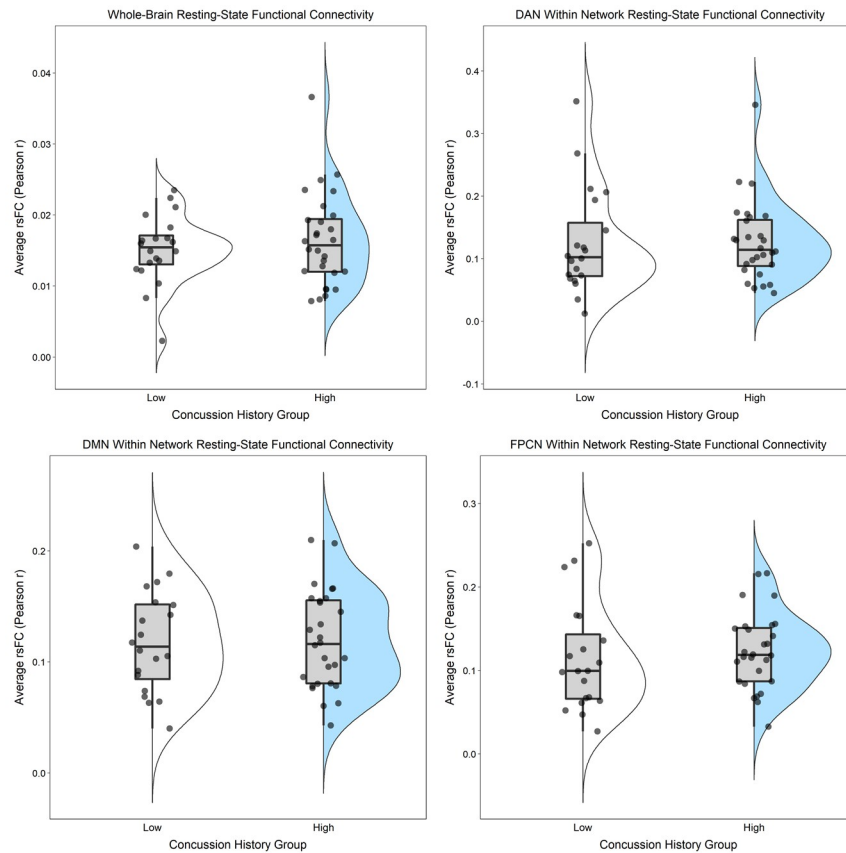 Whole-Brain Resting-State Functional Connectivity
Average rsFC (Pearson r)
0.04
0.03
0.02
0.01
0.00
Low
High
Concussion History Group
DAN Within Network Resting-State Functional Connectivity
Average rsFC (Pearson r)
0.4
0.3
0.2
0.1
0.0
-0.1
Low
High
Concussion History Group
DMN Within Network Resting-State Functional Connectivity
Average rsFC (Pearson r)
0.2
0.1
0.0
Low
High
Concussion History Group
FPCN Within Network Resting-State Functional Connectivity
Average rsFC (Pearson r)
0.3
0.2
0.1
0.0
Low
High
Concussion History Group